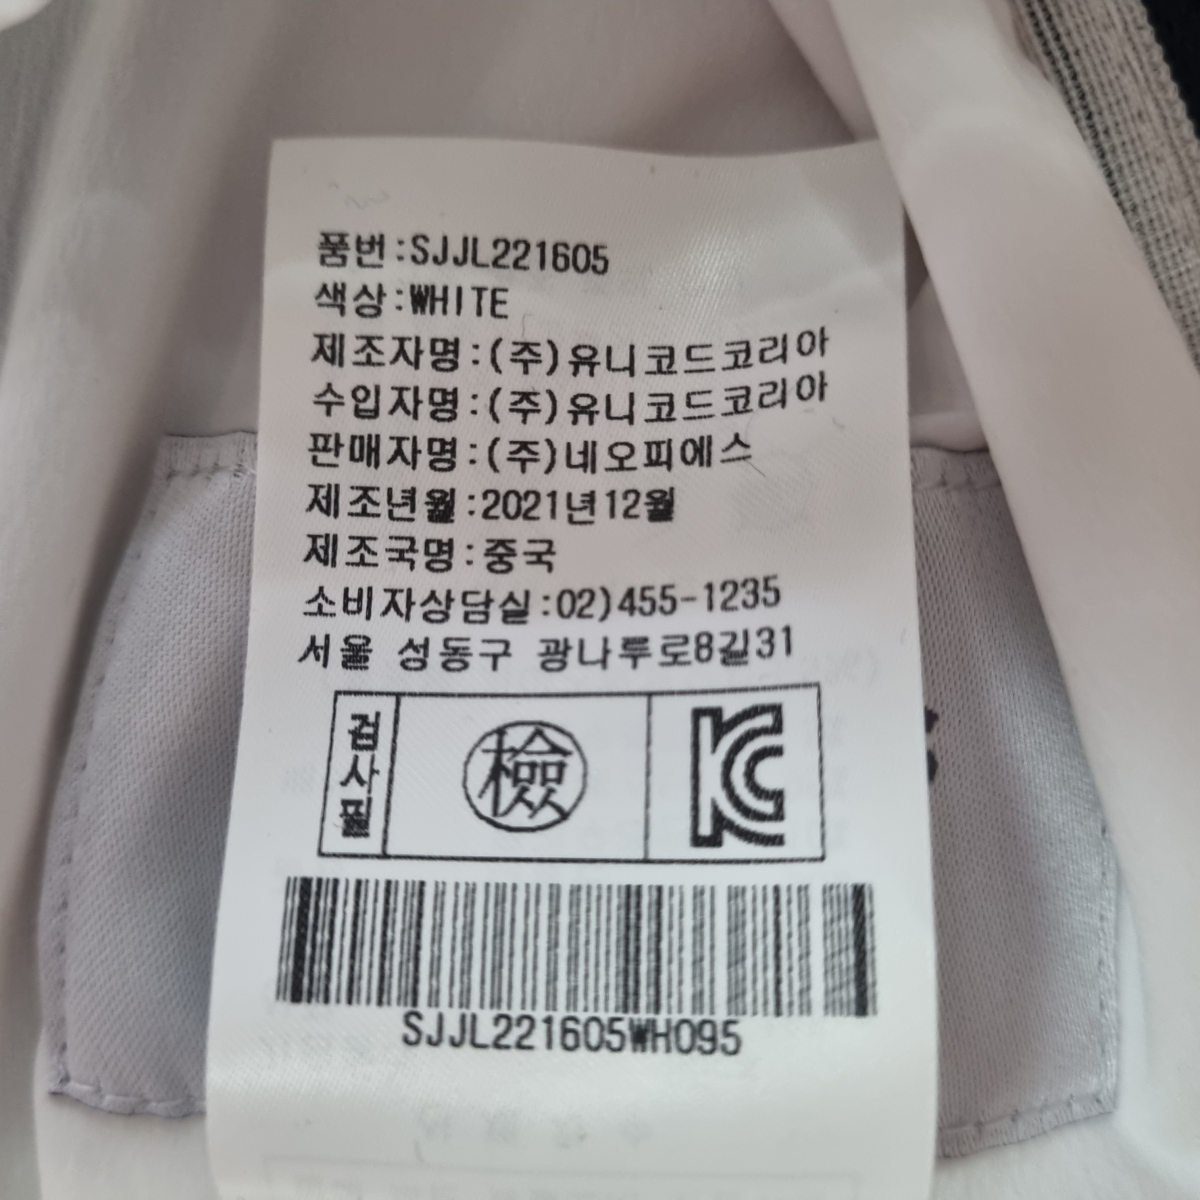 품번:SJJL221605
색상:WHITE
제조자명:(주)유니코드코리아
수입자명:(주)유니코드코리아
판매자명:(주)네오피에스
제조년월:2021년12월
제조국명:중국
소비자상담실:02)455-1235
서울 성동구 광나루로8길31
검사필
檢
KC
SJJL221605WH095